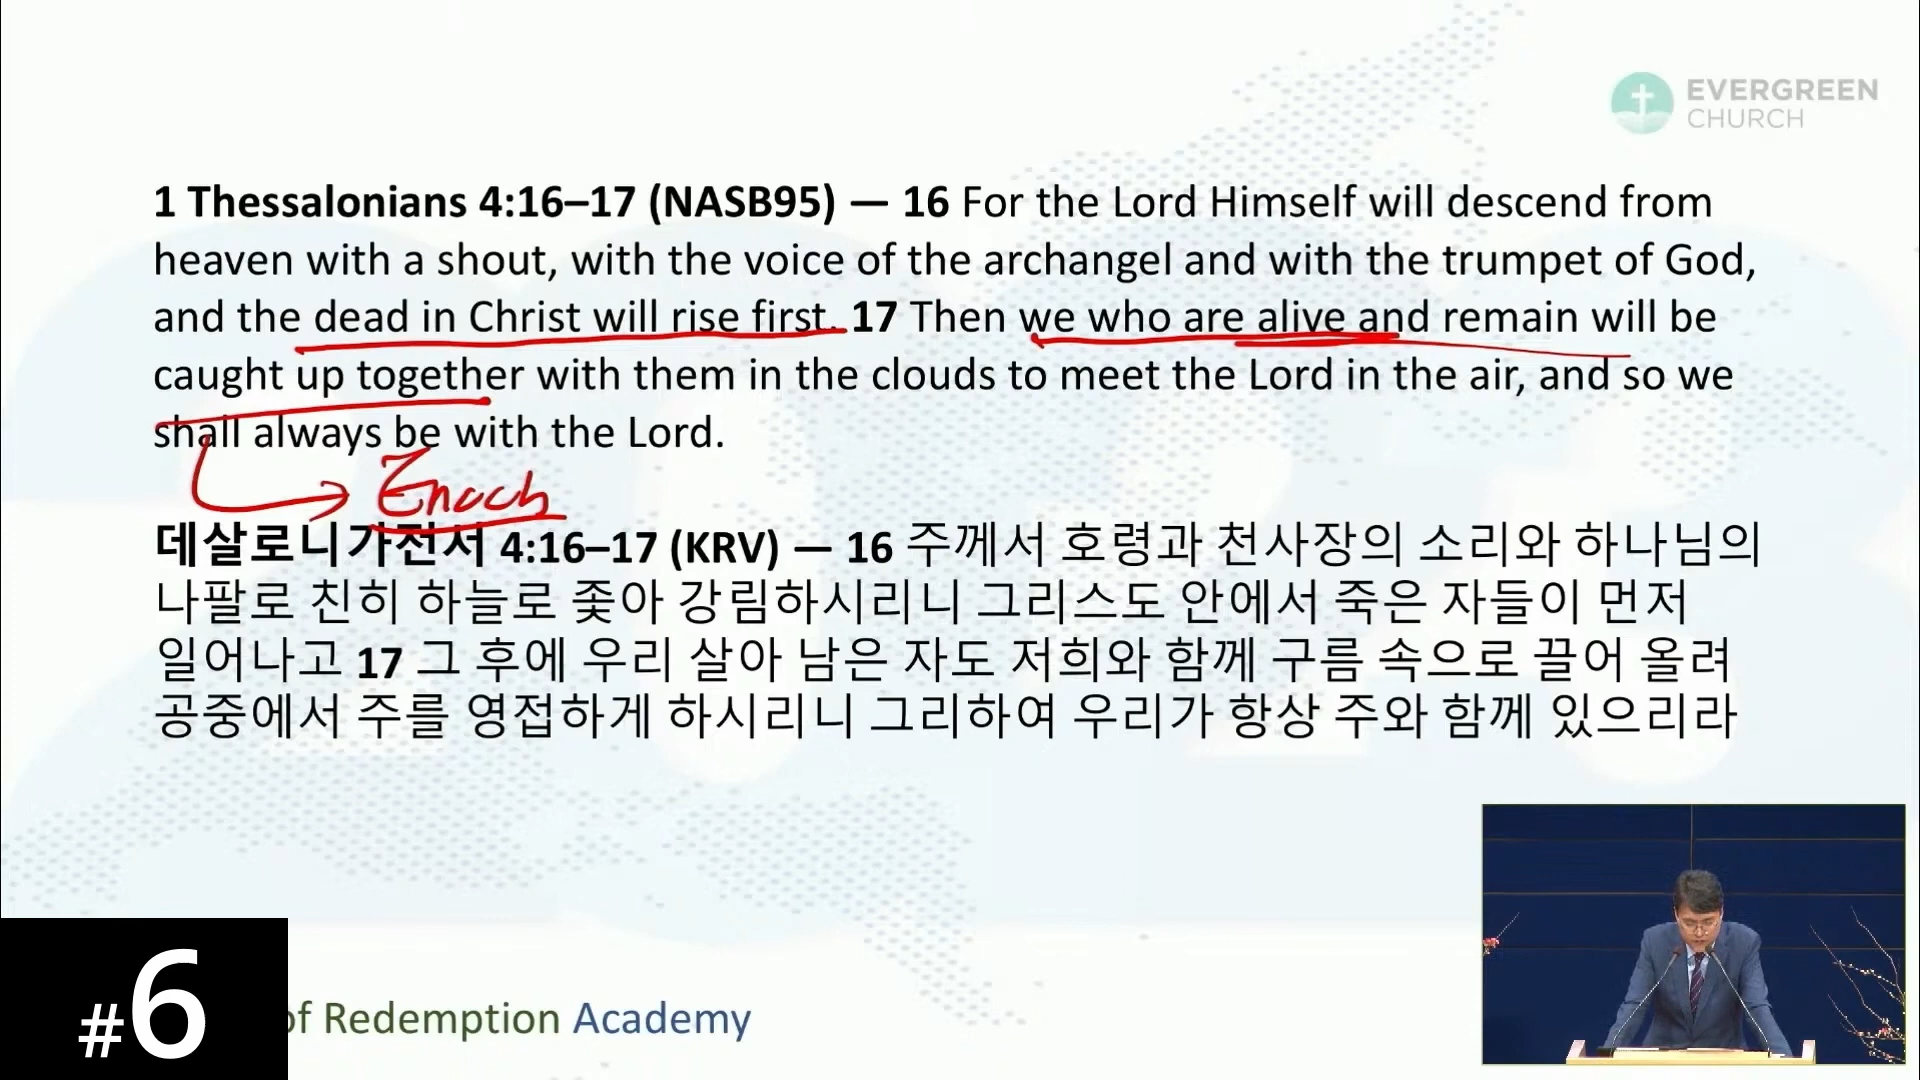 EVERGREEN
CHURCH
1 Thessalonians 4:16–17 (NASB95) — 16 For the Lord Himself will descend from
heaven with a shout, with the voice of the archangel and with the trumpet of God,
and the dead in Christ will rise first. 17 Then we who are alive and remain will be
caught up together with them in the clouds to meet the Lord in the air, and so we
shall always be with the Lord.
Enoch
데살로니가전서 4:16–17 (KRV) — 16 주께서 호령과 천사장의 소리와 하나님의
나팔로 친히 하늘로 좇아 강림하시리니 그리스도 안에서 죽은 자들이 먼저
일어나고 17 그 후에 우리 살아 남은 자도 저희와 함께 구름 속으로 끌어 올려
공중에서 주를 영접하게 하시리니 그리하여 우리가 항상 주와 함께 있으리라
#6
of Redemption Academy